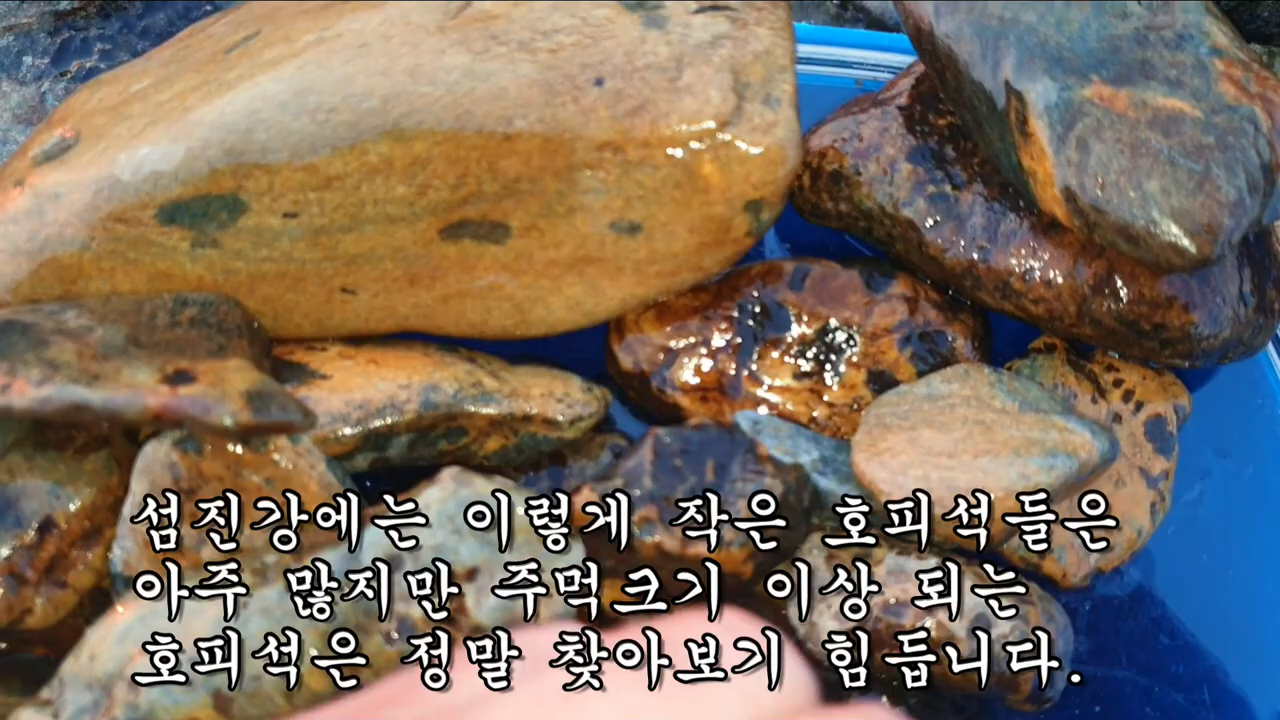 섬진강에는 이렇게 작은 호피석들은
아주 많지만 주먹크기 이상 되는
호피석은 정말 찾아보기 힘듭니다.